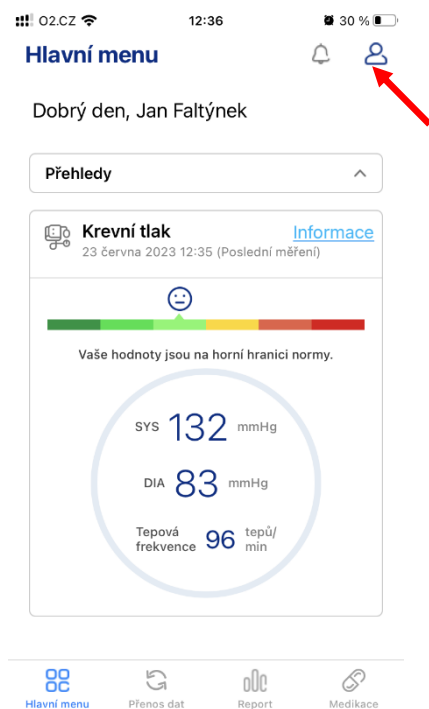 O2.CZ 12:36 30 %
Hlavní menu
Dobrý den, Jan Faltýnek
Přehledy
Krevní tlak Informace
23 června 2023 12:35 (Poslední měření)
Vaše hodnoty jsou na horní hranici normy.
SYS 132 mmHg
DIA 83 mmHg
Tepová frekvence 96 tepů/min
Hlavní menu Přenos dat Report Medikace